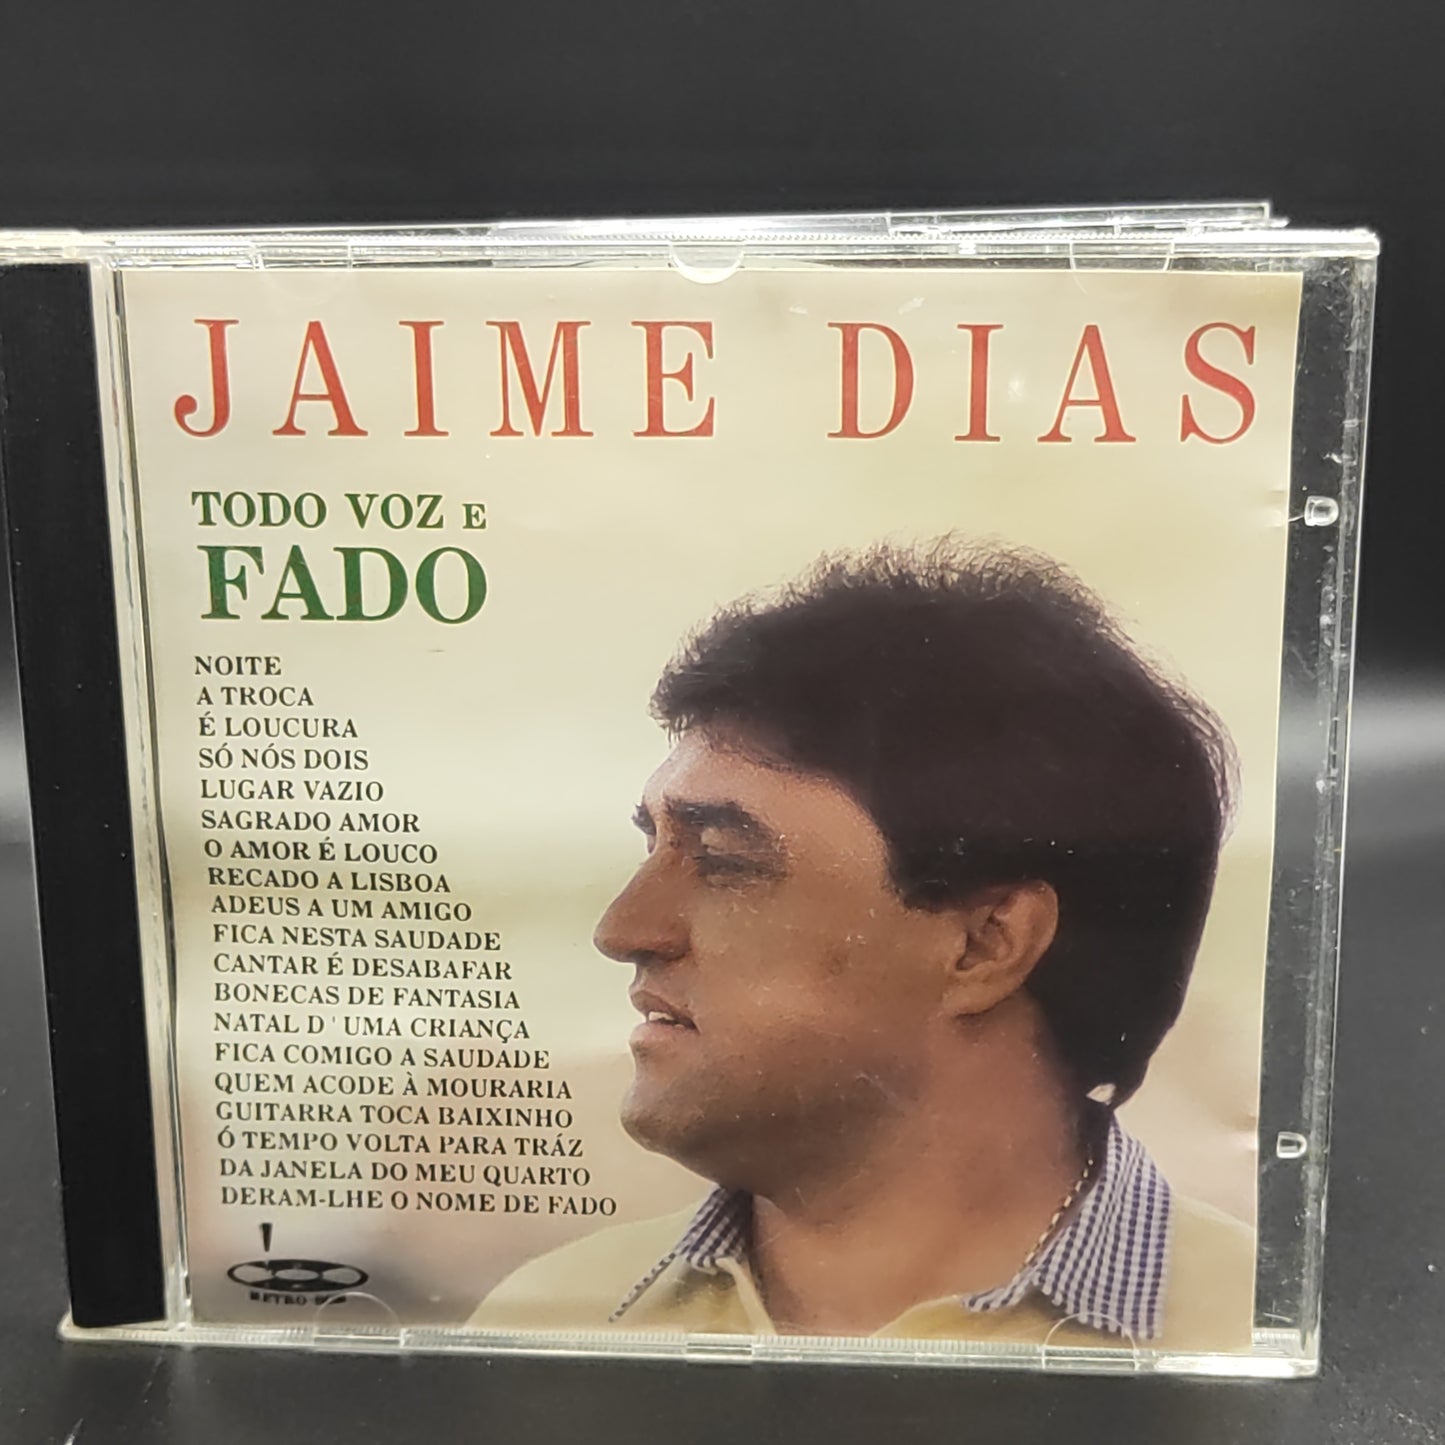 JAIME DIAS
TODO VOZ E
FADO
NOITE
A TROCA
É LOUCURA
SÓ NÓS DOIS
LUGAR VAZIO
SAGRADO AMOR
O AMOR É LOUCO
RECADO A LISBOA
ADEUS A UM AMIGO
FICA NESTA SAUDADE
CANTAR É DESABAFAR
BONECAS DE FANTASIA
NATAL D' UMA CRIANÇA
FICA COMIGO A SAUDADE
QUEM ACODE À MOURARIA
GUITARRA TOCA BAIXINHO
Ó TEMPO VOLTA PARA TRÁZ
DA JANELA DO MEU QUARTO
DERAM-LHE O NOME DE FADO
RETRO